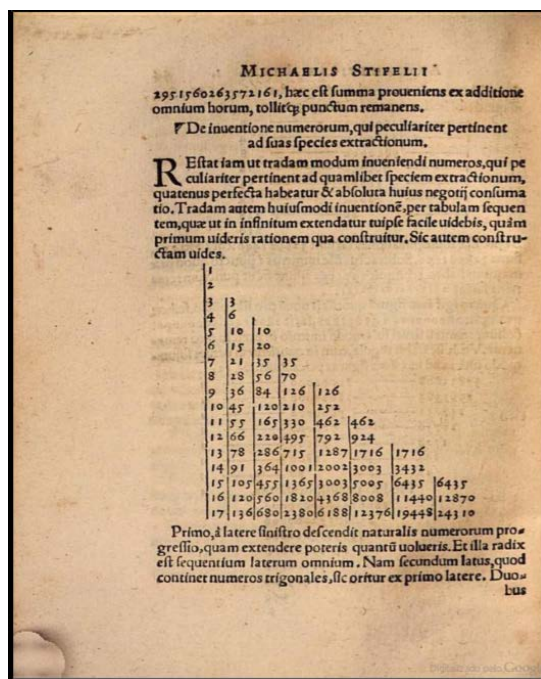 MICHAELIS STIFELII
2951560263572161, hæc est summa proueniens ex additione
omnium horum, tollitq; punctum remanens.
De inuentione numerorum, qui peculiariter pertinent
ad suas species extractionum.
REstat iam ut tradam modum inueniendi numeros, qui pe
culiariter pertinent ad quamlibet speciem extractionum,
quatenus perfecta habeatur & absoluta huius negotij consuma
tio. Tradam autem huiusmodi inuentionē, per tabulam sequen
tem, quæ ut in infinitum extendatur tuipse facile uidebis, quàm
primum uideris rationem qua construitur. Sic autem constru-
ctam uides.
1
2
3 3
4 6
5 10 10
6 15 20
7 21 35 35
8 28 56 70
9 36 84 126 126
10 45 120 210 252
11 55 165 330 462 462
12 66 220 495 792 924
13 78 286 715 1287 1716 1716
14 91 364 1001 2002 3003 3432
15 105 455 1365 3003 5005 6435 6435
16 120 560 1820 4368 8008 11440 12870
17 136 680 2380 6188 12376 19448 24310
Primo, à latere sinistro descendit naturalis numerorum pro-
gressio, quam extendere poteris quantū uolueris. Et illa radix
est sequentium laterum omnium. Nam secundum latus, quod
continet numeros trigonales, sic oritur ex primo latere. Duo-
bus